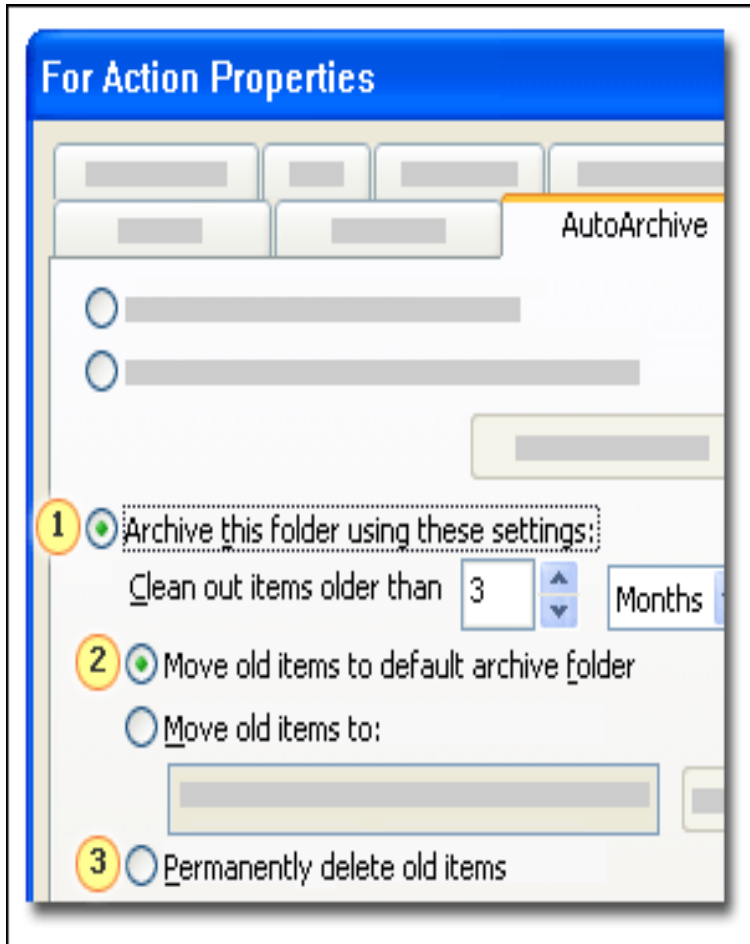 For Action Properties
AutoArchive
1 Archive this folder using these settings:
Clean out items older than 3 Months
2 Move old items to default archive folder
Move old items to:
3 Permanently delete old items